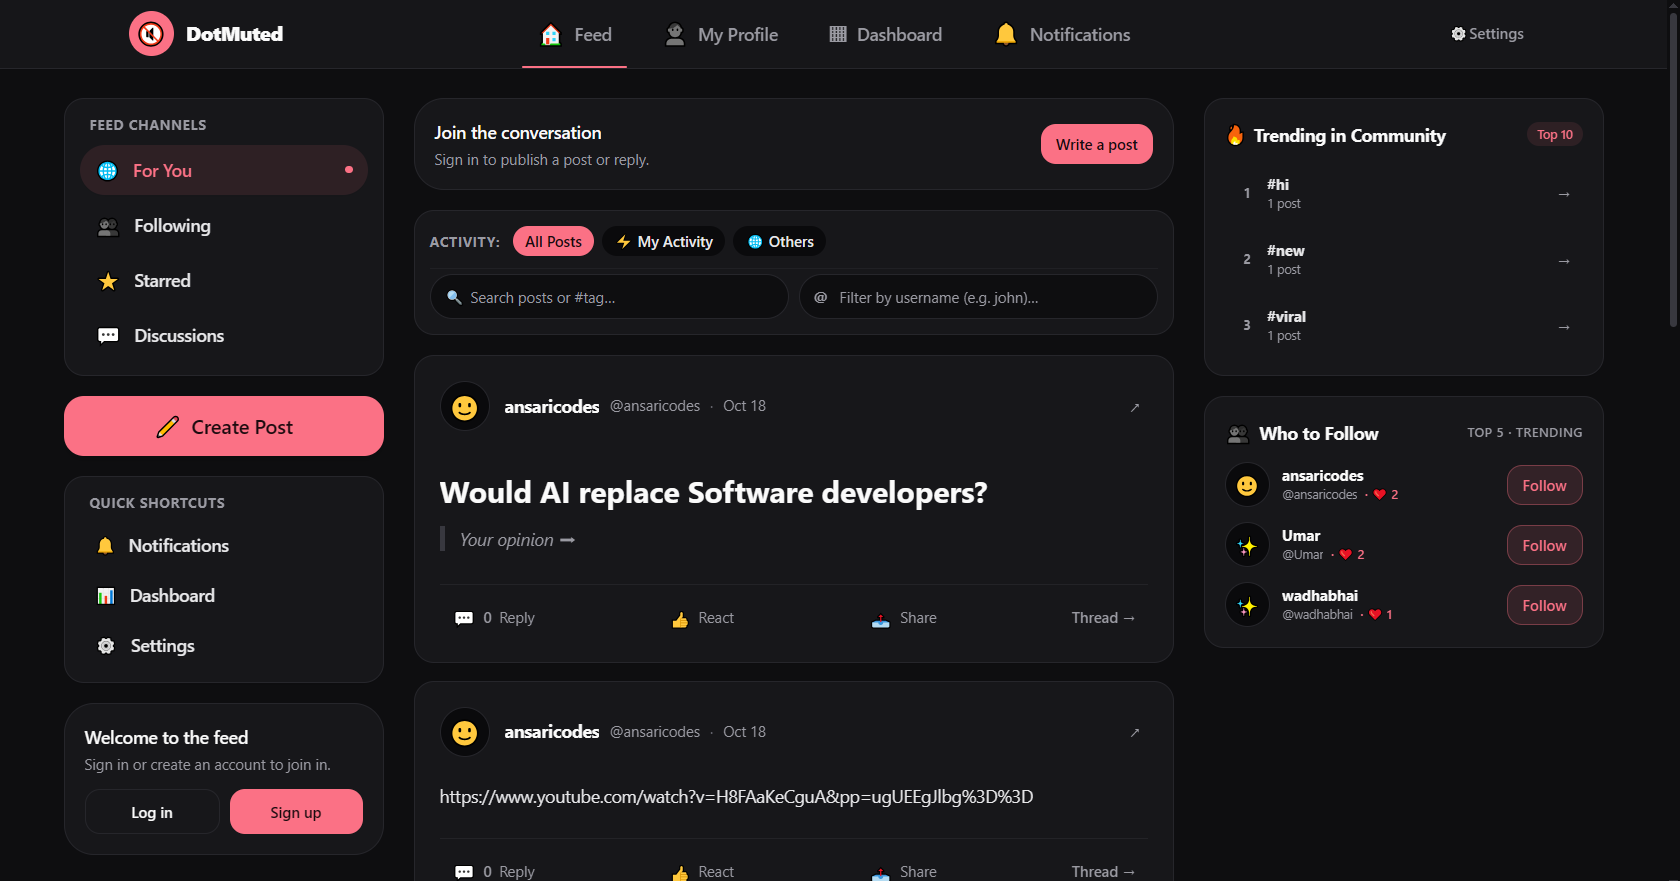 DotMuted
Feed
My Profile
Dashboard
Notifications
Settings
FEED CHANNELS
For You
Following
Starred
Discussions
Create Post
QUICK SHORTCUTS
Notifications
Dashboard
Settings
Welcome to the feed
Sign in or create an account to join in.
Log in
Sign up
Join the conversation
Sign in to publish a post or reply.
Write a post
ACTIVITY:
All Posts
⚡ My Activity
🌐 Others
🔍 Search posts or #tag...
@ Filter by username (e.g. john)...
ansaricodes @ansaricodes · Oct 18
↗
Would AI replace Software developers?
Your opinion ➡
💬 0 Reply
👍 React
📤 Share
Thread →
ansaricodes @ansaricodes · Oct 18
↗
https://www.youtube.com/watch?v=H8FAaKeCguA&pp=ugUEEgJlbg%3D%3D
💬 0 Reply
👍 React
📤 Share
Thread →
🔥 Trending in Community
Top 10
1 #hi
1 post
→
2 #new
1 post
→
3 #viral
1 post
→
👥 Who to Follow
TOP 5 · TRENDING
ansaricodes
@ansaricodes · ❤ 2
Follow
Umar
@Umar · ❤ 2
Follow
wadhabhai
@wadhabhai · ❤ 1
Follow